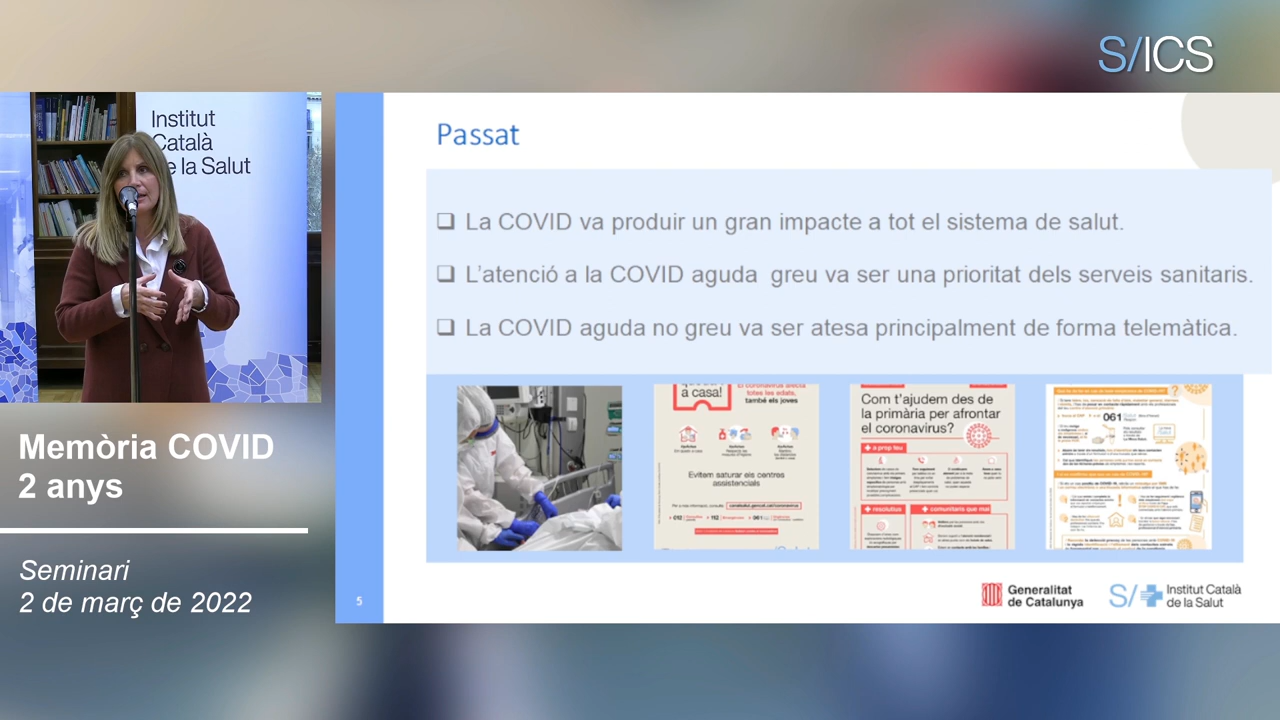 S/ICS
Institut
Català
de la Salut
Memòria COVID
2 anys
Seminari
2 de març de 2022
Passat
La COVID va produir un gran impacte a tot el sistema de salut.
L'atenció a la COVID aguda greu va ser una prioritat dels serveis sanitaris.
La COVID aguda no greu va ser atesa principalment de forma telemàtica.
a casa!
El coronavirus afecta
totes les edats,
també els joves
Evitem saturar els centres
assistencials
Com t'ajudem des de
la primària per afrontar
el coronavirus?
a prop teu
resolutius
comunitaris
061
5
Generalitat
de Catalunya
S/
Institut Català
de la Salut